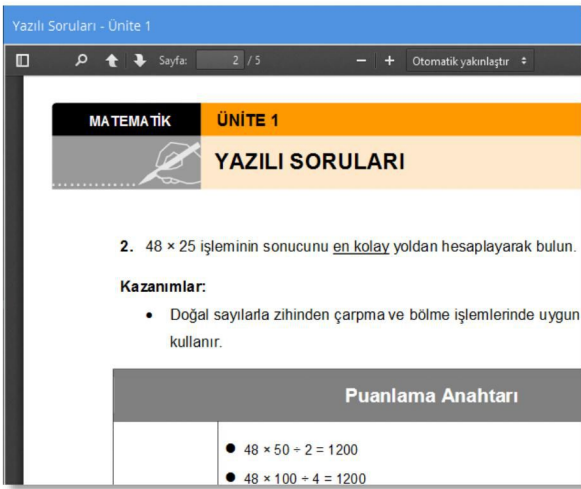 Yazılı Soruları - Ünite 1
Sayfa: 2 / 5 Otomatik yakınlaştır
MATEMATİK ÜNİTE 1
YAZILI SORULARI
2. 48 × 25 işleminin sonucunu en kolay yoldan hesaplayarak bulun.
Kazanımlar:
• Doğal sayılarla zihinden çarpma ve bölme işlemlerinde uygun
kullanır.
Puanlama Anahtarı
● 48 × 50 ÷ 2 = 1200
● 48 × 100 ÷ 4 = 1200